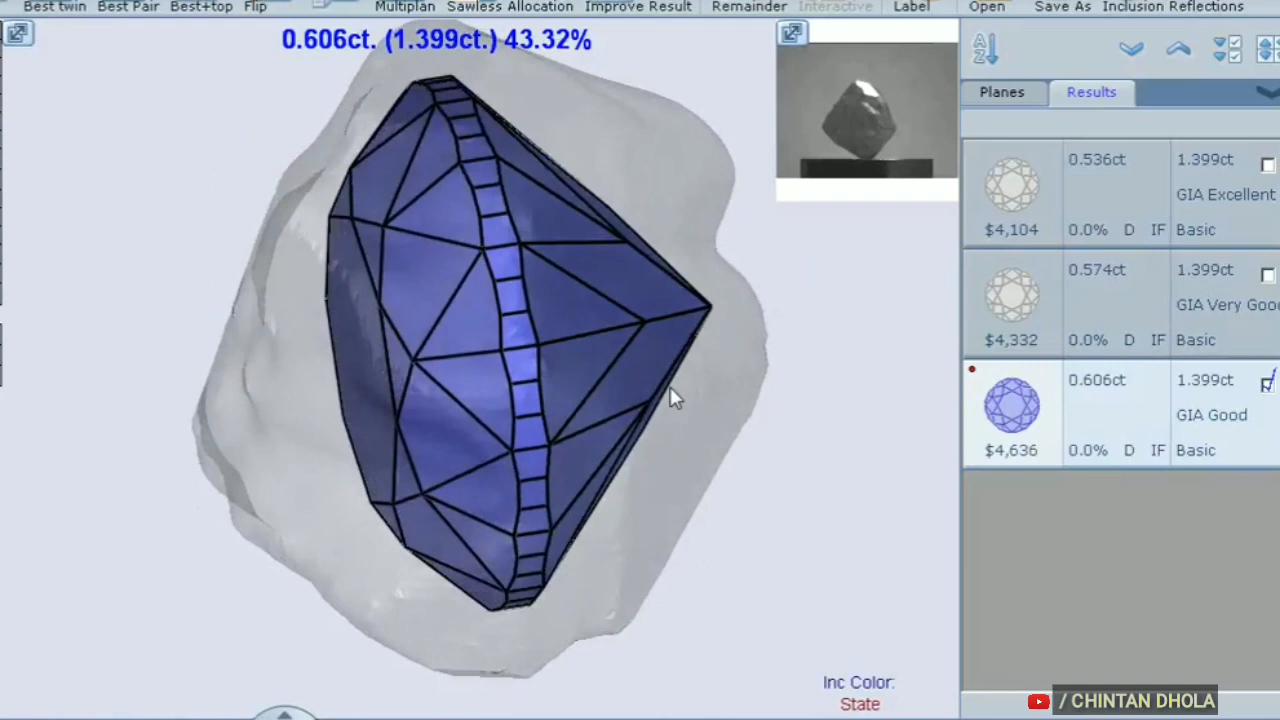 Best twin Best Pair Best+top Flip Multiplan Sawless Allocation Improve Result Remainder Interactive Label Open Save As Inclusion Reflections
0.606ct. (1.399ct.) 43.32%
A
Z
Planes Results
0.536ct 1.399ct
GIA Excellent
$4,104 0.0% D IF Basic
0.574ct 1.399ct
GIA Very Good
$4,332 0.0% D IF Basic
0.606ct 1.399ct
GIA Good
$4,636 0.0% D IF Basic
Inc Color:
State
/ CHINTAN DHOLA